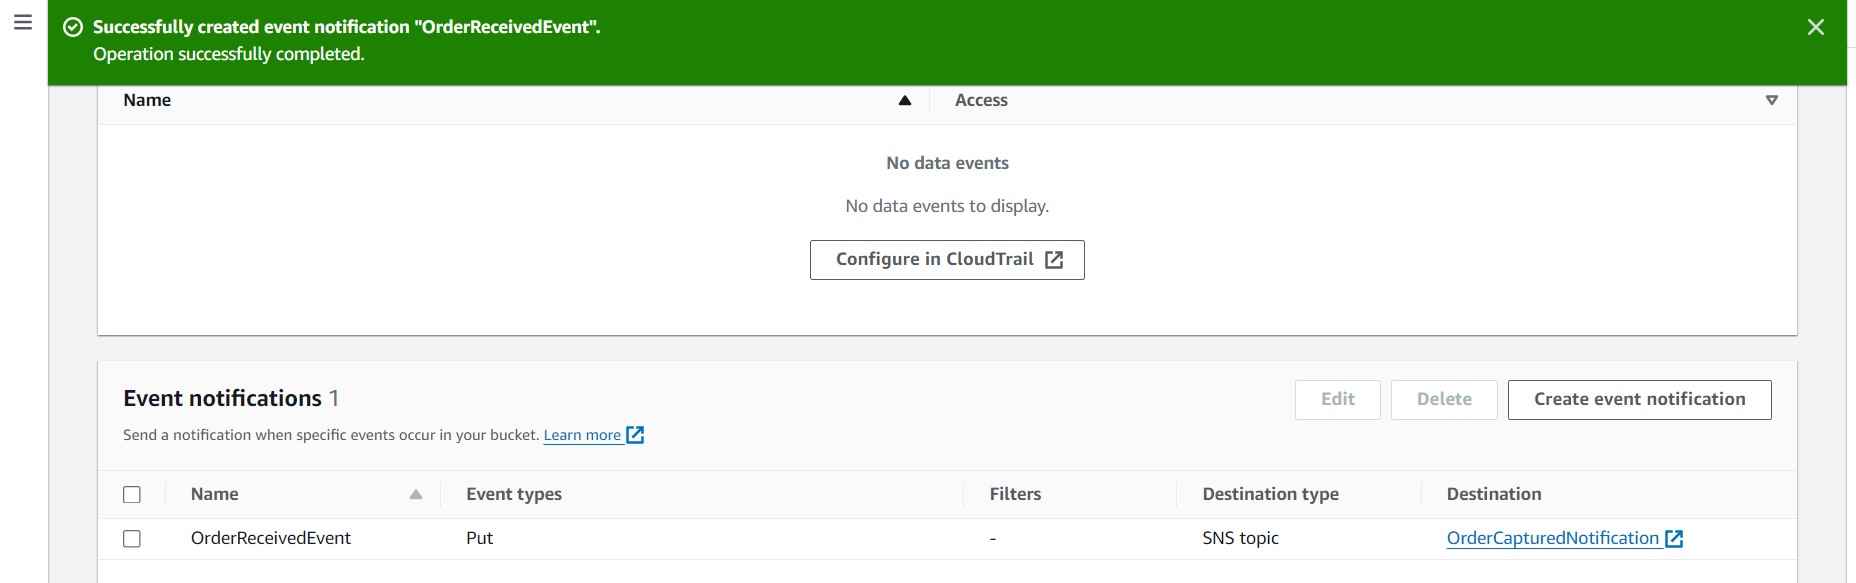 Successfully created event notification "OrderReceivedEvent".
Operation successfully completed.
Name Access
No data events
No data events to display.
Configure in CloudTrail
Event notifications 1
Edit Delete Create event notification
Send a notification when specific events occur in your bucket. Learn more
Name Event types Filters Destination type Destination
OrderReceivedEvent Put - SNS topic OrderCapturedNotification